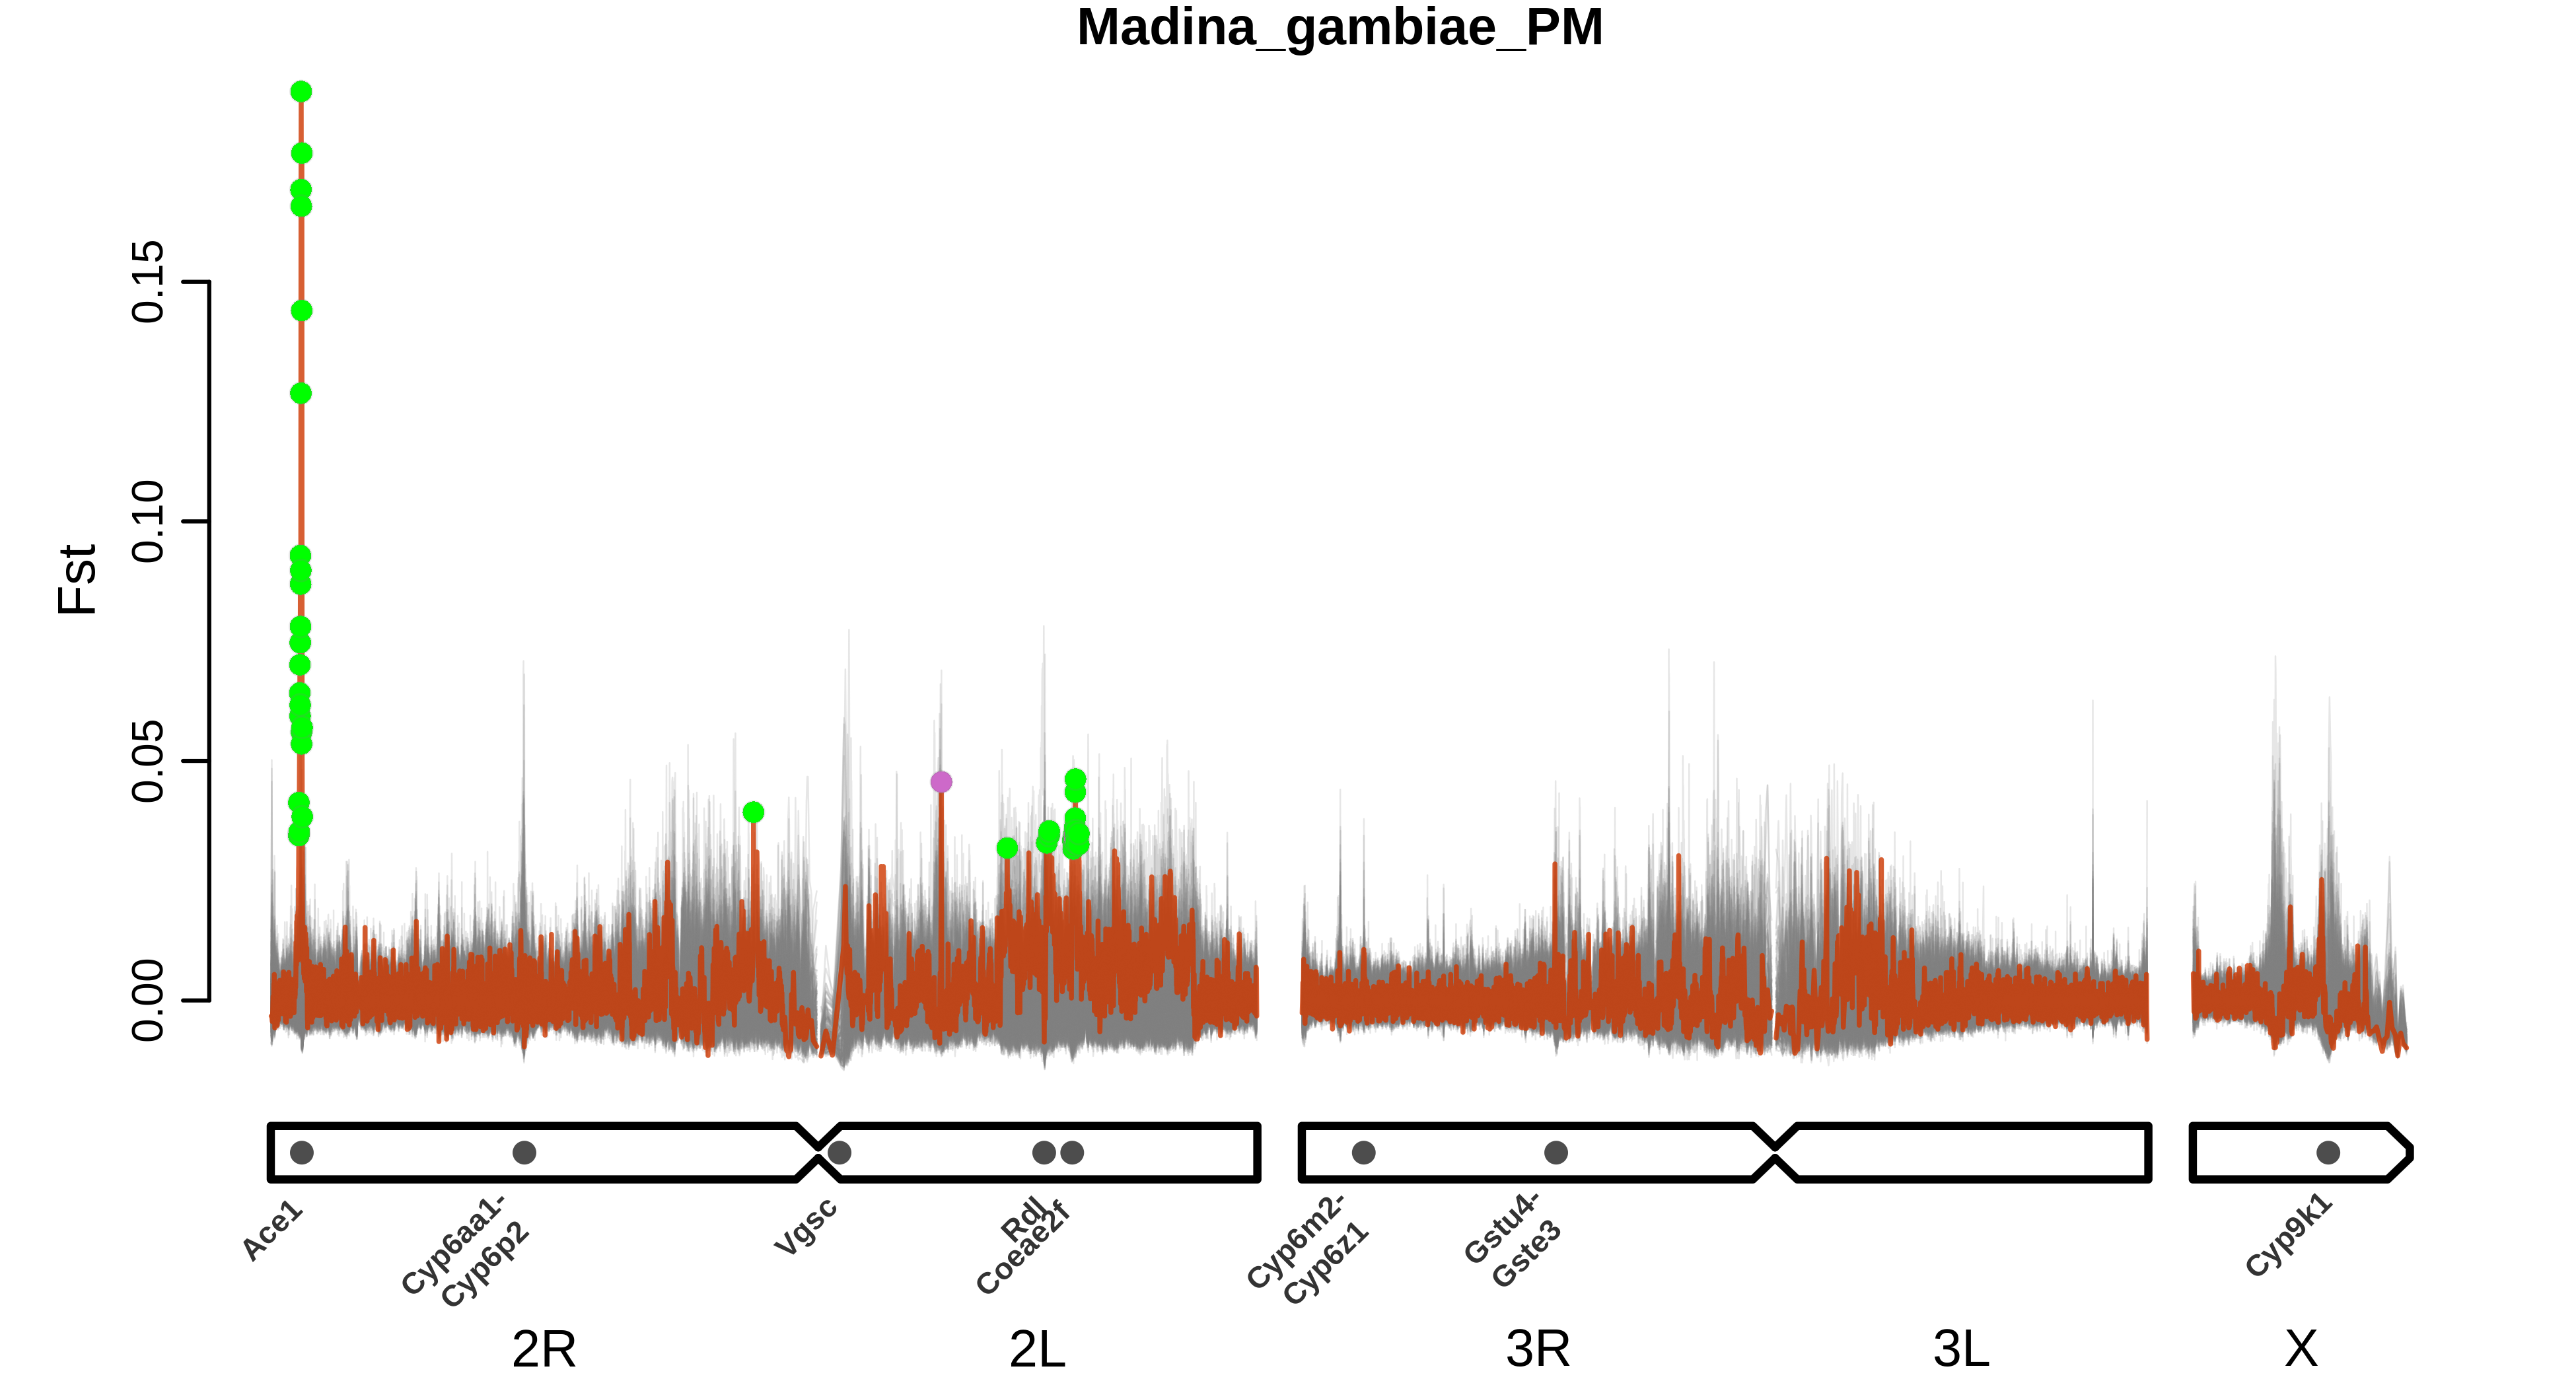 Madina_gambiae_PM
Fst
0.15
0.10
0.05
0.00
Ace1
Cyp6aa1-
Cyp6p2
Vgsc
Rdl
Coeae2f
Cyp6m2-
Cyp6z1
Gstu4-
Gste3
Cyp9k1
2R
2L
3R
3L
X